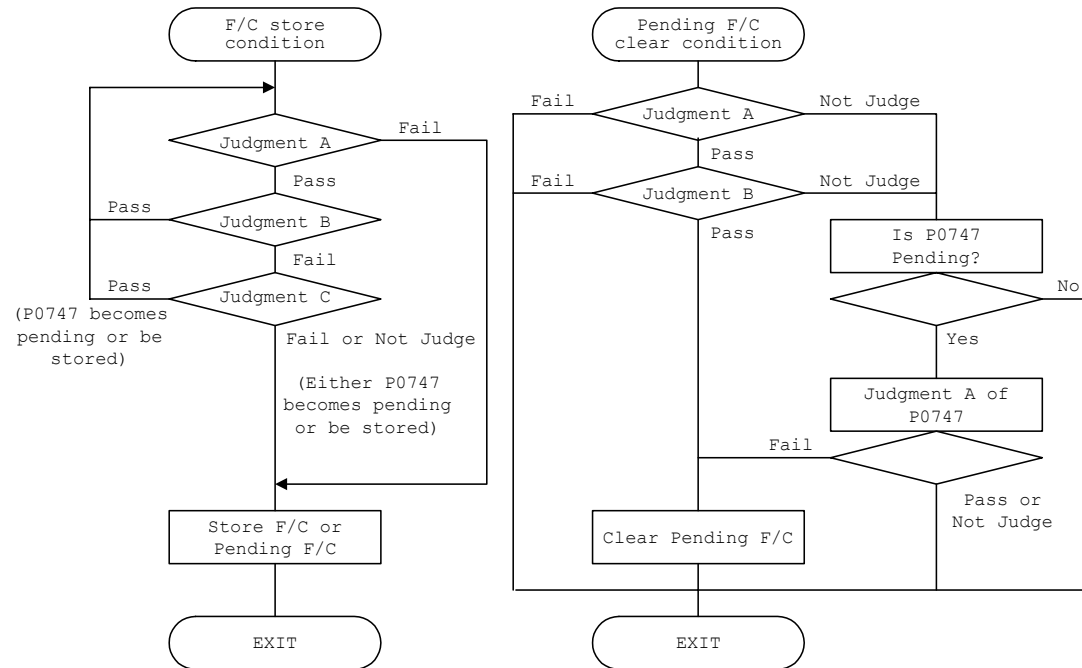 F/C store
condition
Judgment A
Fail
Pass
Pass
Judgment B
Fail
Pass
Judgment C
(P0747 becomes
pending or be
stored)
Fail or Not Judge
(Either P0747
becomes pending
or be stored)
Store F/C or
Pending F/C
EXIT
Pending F/C
clear condition
Fail
Judgment A
Not Judge
Pass
Fail
Judgment B
Not Judge
Pass
Is P0747
Pending?
No
Yes
Judgment A of
P0747
Fail
Pass or
Not Judge
Clear Pending F/C
EXIT